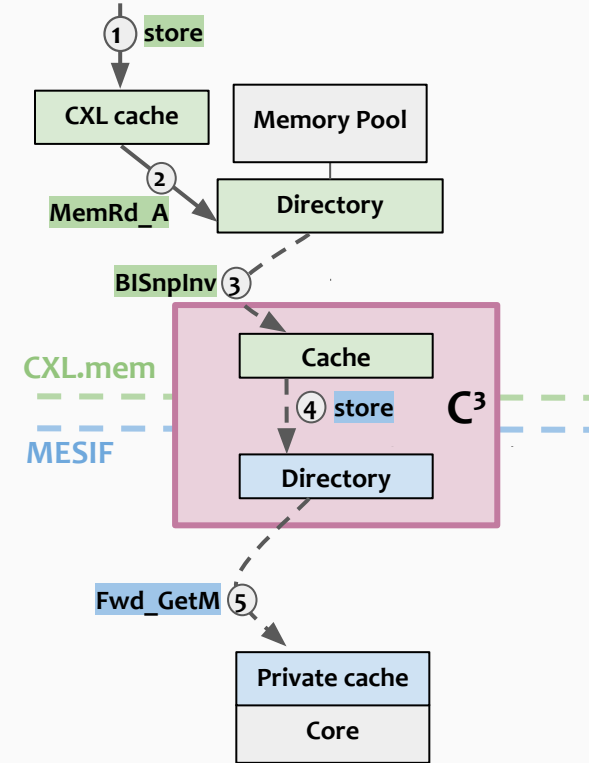 1 store
CXL cache
Memory Pool
2
MemRd_A
Directory
BISnpInv 3
Cache
CXL.mem
4 store
C³
MESIF
Directory
Fwd_GetM 5
Private cache
Core